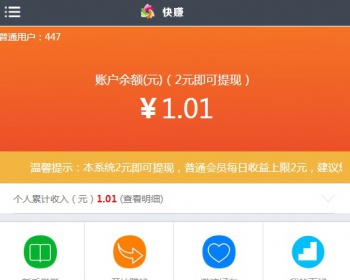 快赚
普通用户：447
账户余额(元)（2元即可提现）
¥ 1.01
温馨提示：本系统2元即可提现，普通会员每日收益上限2元，建议
个人累计收入（元）1.01 (查看明细)